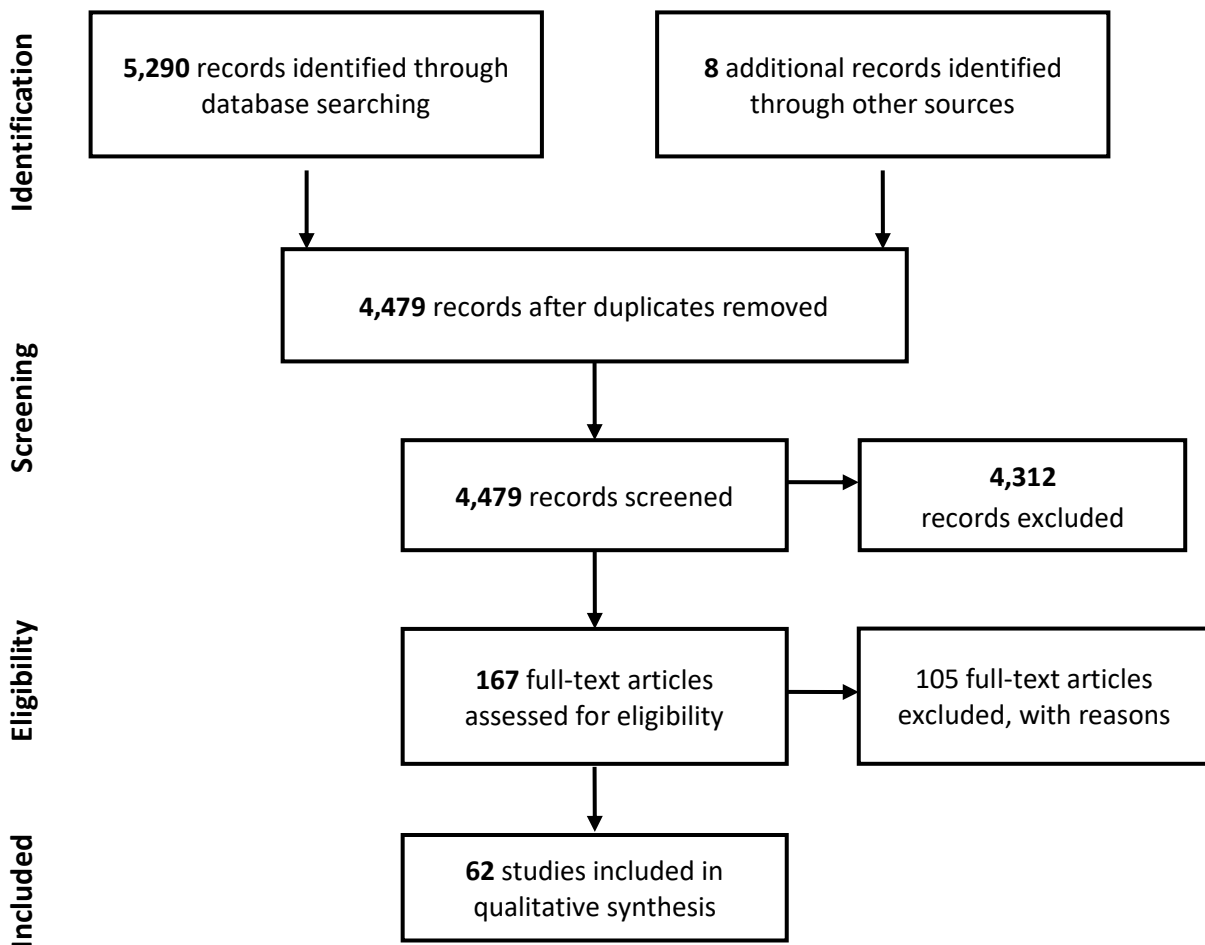 Identification
5,290 records identified through
database searching
8 additional records identified
through other sources
Screening
4,479 records after duplicates removed
4,479 records screened
4,312
records excluded
Eligibility
167 full-text articles
assessed for eligibility
105 full-text articles
excluded, with reasons
Included
62 studies included in
qualitative synthesis